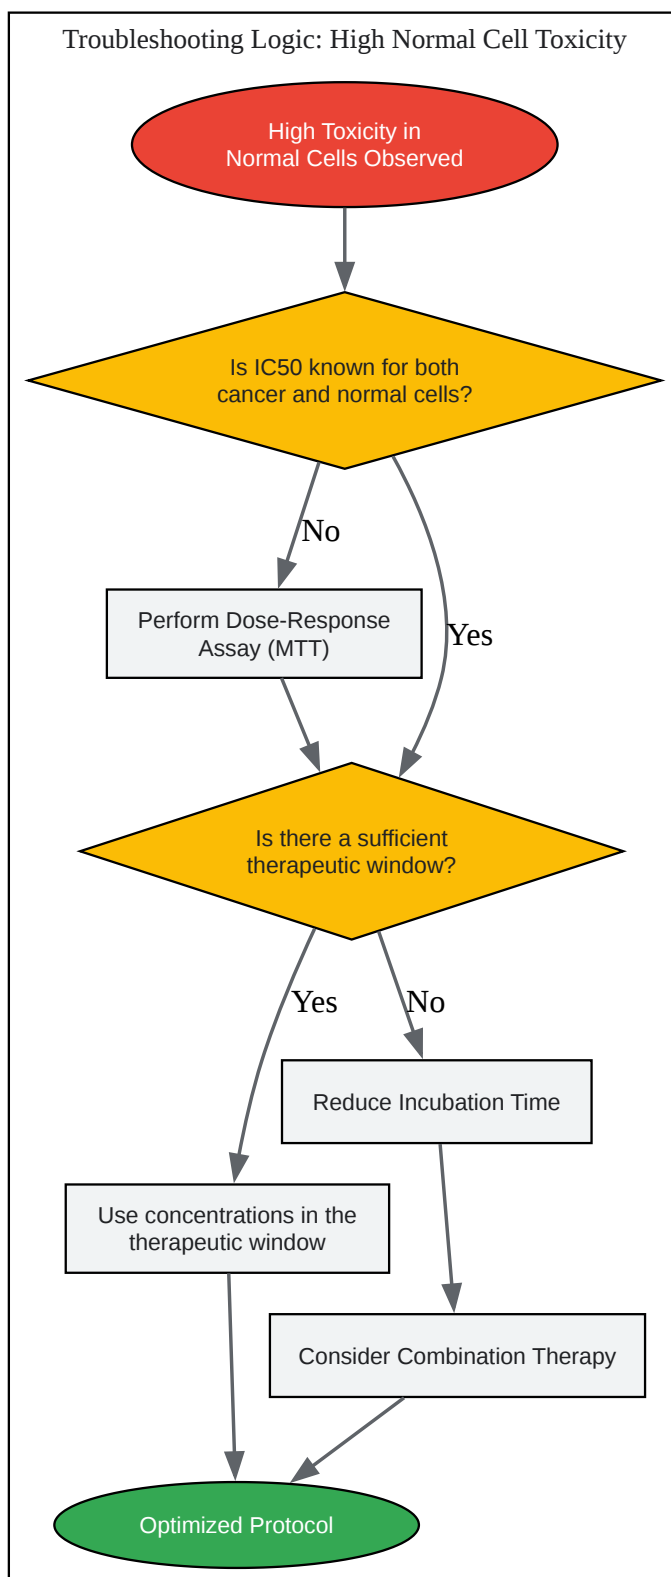 Troubleshooting Logic: High Normal Cell Toxicity
High Toxicity in
Normal Cells Observed
Is IC50 known for both
cancer and normal cells?
No
Perform Dose-Response
Assay (MTT)
Yes
Is there a sufficient
therapeutic window?
Yes
No
Reduce Incubation Time
Use concentrations in the
therapeutic window
Consider Combination Therapy
Optimized Protocol